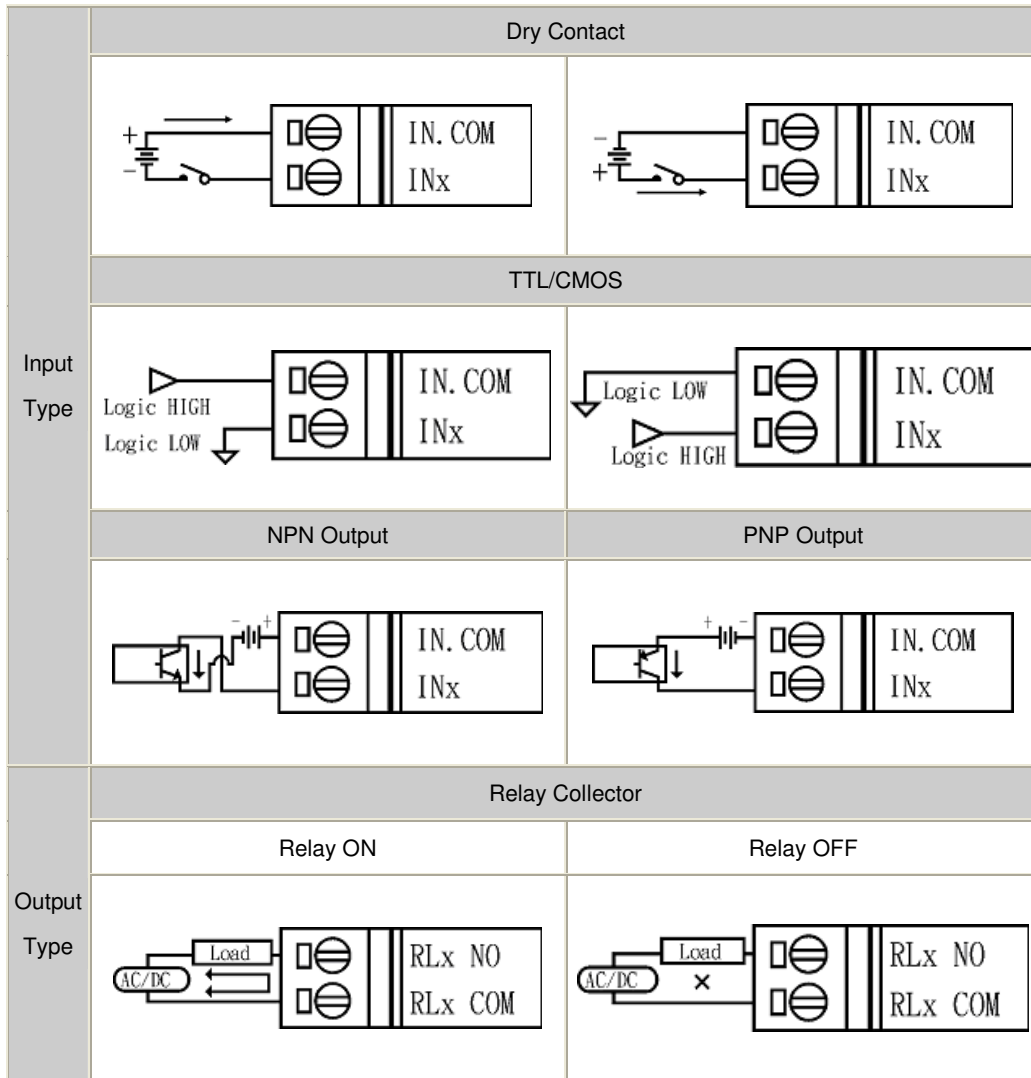 Dry Contact
+
-
IN. COM
INx
-
+
IN. COM
INx
Input
Type
TTL/CMOS
Logic HIGH
Logic LOW
IN. COM
INx
Logic LOW
Logic HIGH
IN. COM
INx
NPN Output
PNP Output
- +
IN. COM
INx
+ -
IN. COM
INx
Output
Type
Relay Collector
Relay ON
Relay OFF
Load
AC/DC
RLx NO
RLx COM
Load
AC/DC
×
RLx NO
RLx COM